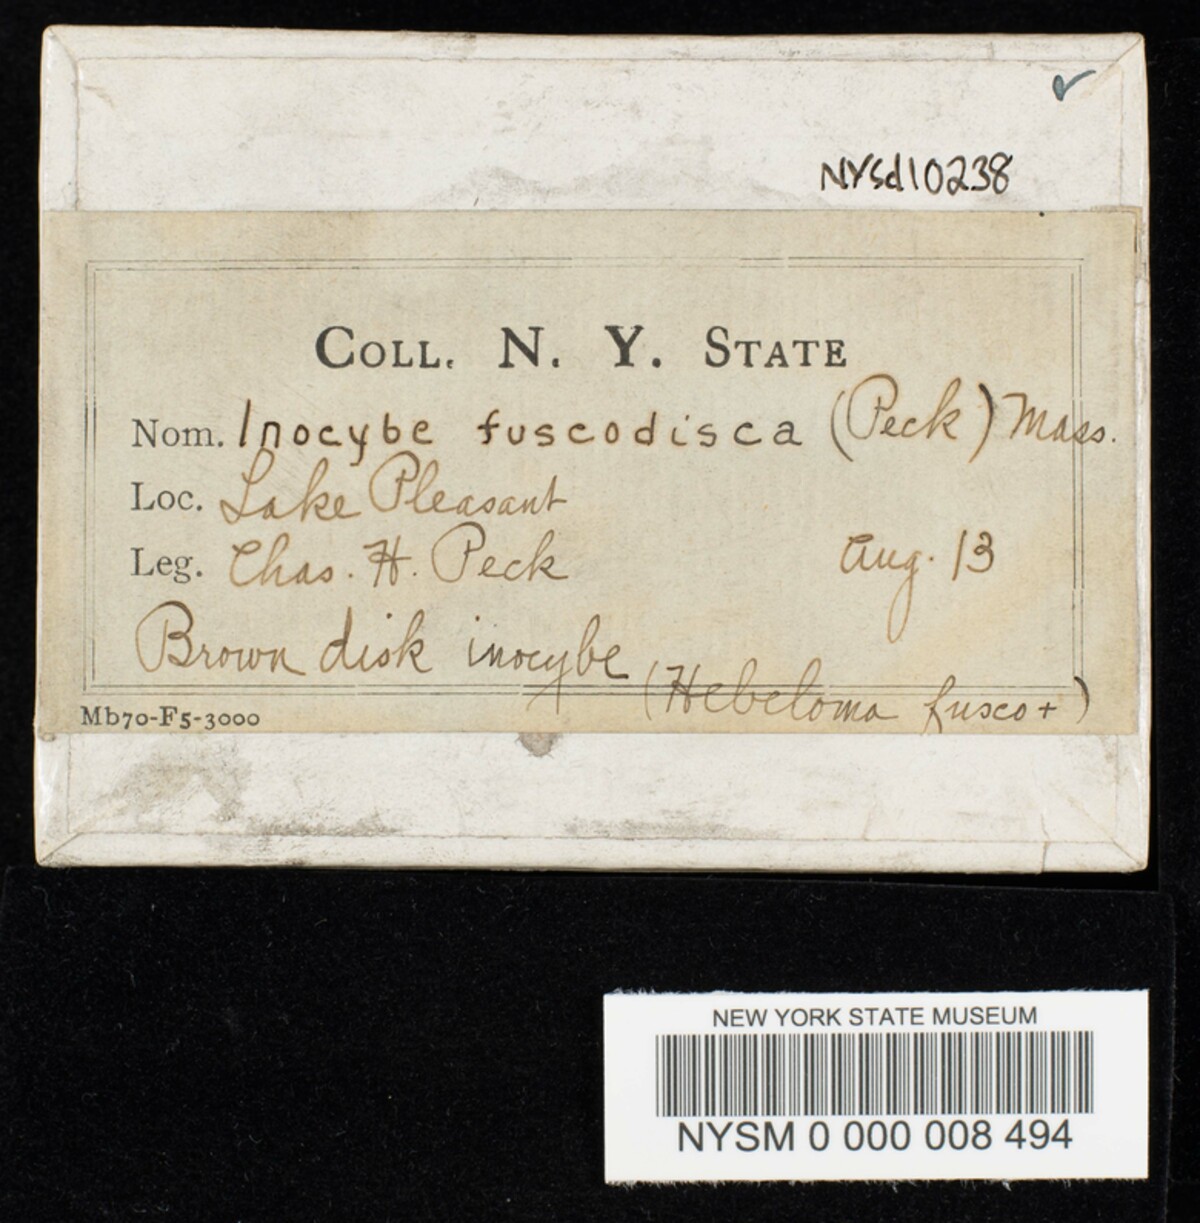 NYSd10238
COLL. N. Y. STATE
Nom. Inocybe fuscodisca (Peck) Mass.
Loc. Lake Pleasant
Leg. Chas. H. Peck Aug. 13
Brown disk inocybe
(Hebeloma fusco+)
Mb70-F5-3000
NEW YORK STATE MUSEUM
NYSM 0 000 008 494